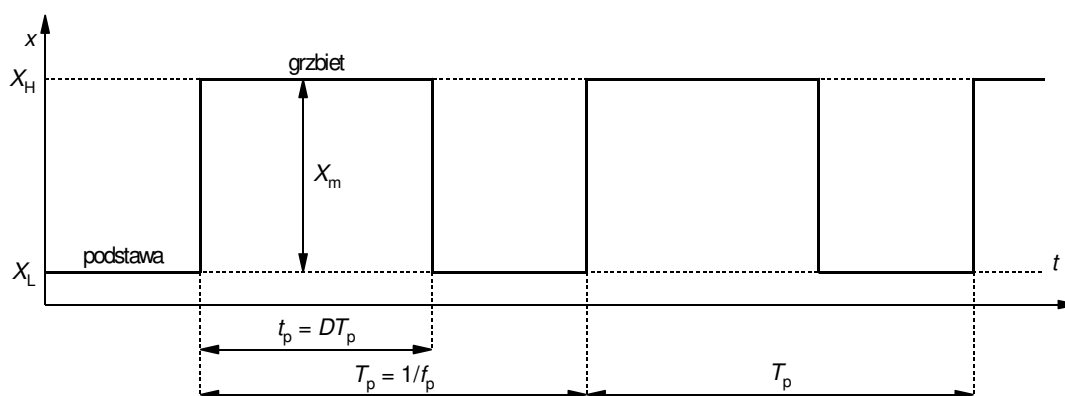 x
grzbiet
X_H
X_m
podstawa
X_L
t
t_p = DT_p
T_p = 1/f_p
T_p